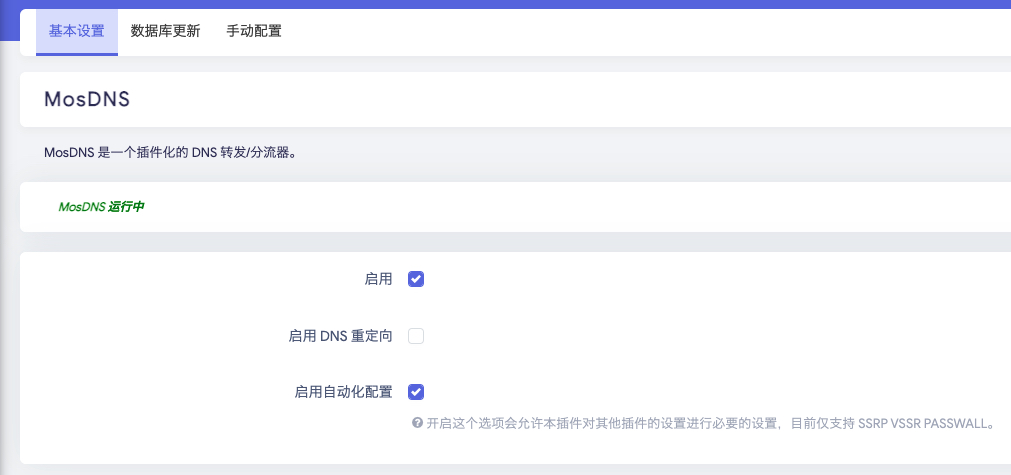 基本设置 数据库更新 手动配置
MosDNS
MosDNS 是一个插件化的 DNS 转发/分流器。
MosDNS 运行中
启用
启用 DNS 重定向
启用自动化配置
开启这个选项会允许本插件对其他插件的设置进行必要的设置，目前仅支持 SSRP VSSR PASSWALL。